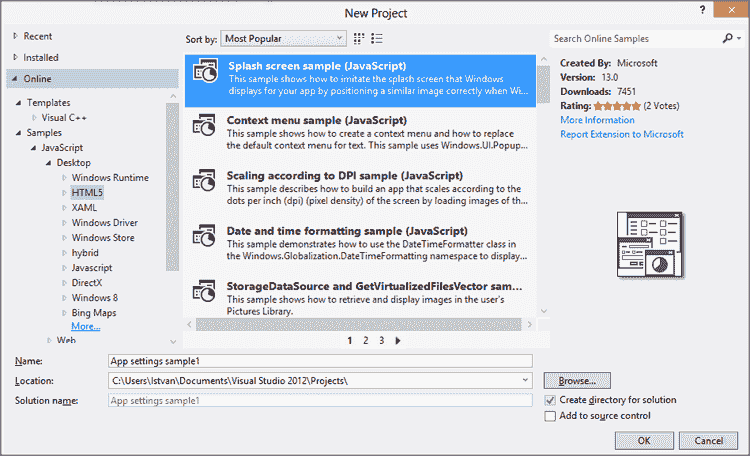 New Project
Recent
Installed
Online
Templates
Visual C++
Samples
JavaScript
Desktop
Windows Runtime
HTML5
XAML
Windows Driver
Windows Store
hybrid
Javascript
DirectX
Windows 8
Bing Maps
More...
Web
Sort by: Most Popular
Splash screen sample (JavaScript)
This sample shows how to imitate the splash screen that Windows
displays for your app by positioning a similar image correctly when Wi...
Context menu sample (JavaScript)
This sample shows how to create a context menu and how to replace
the default context menu for text. This sample uses Windows.UI.Popup...
Scaling according to DPI sample (JavaScript)
This sample describes how to build an app that scales according to the
dots per inch (dpi) (pixel density) of the screen by loading images of th...
Date and time formatting sample (JavaScript)
This sample demonstrates how to use the DateTimeFormatter class in
the Windows.Globalization.DateTimeFormatting namespace to display...
StorageDataSource and GetVirtualizedFilesVector sam...
This sample shows how to retrieve and display images in the user's
Pictures Library.
1 2 3
Search Online Samples
Created By: Microsoft
Version: 13.0
Downloads: 7451
Rating: (2 Votes)
More Information
Report Extension to Microsoft
Name: App settings sample1
Location: C:\Users\Istvan\Documents\Visual Studio 2012\Projects\
Browse...
Solution name: App settings sample1
Create directory for solution
Add to source control
OK
Cancel